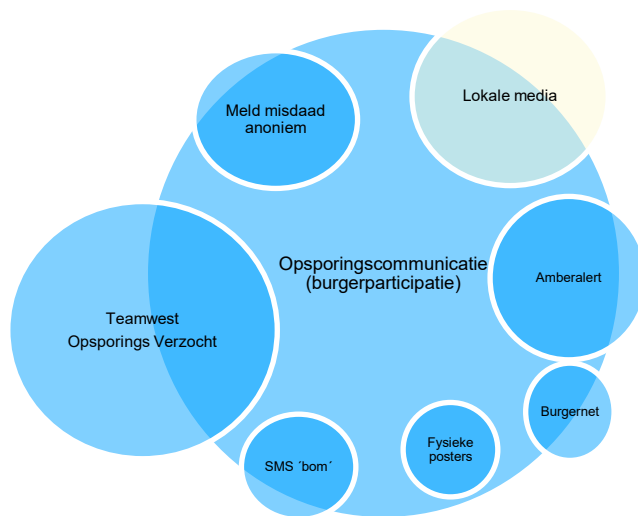 Meld misdaad
anoniem
Lokale media
Opsporingscommunicatie
(burgerparticipatie)
Amberalert
Teamwest
Opsporings Verzocht
Burgernet
Fysieke
posters
SMS ´bom´